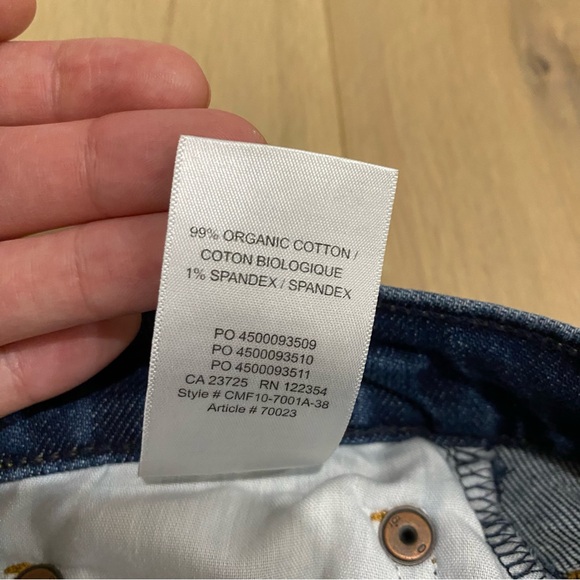 99% ORGANIC COTTON /
COTON BIOLOGIQUE
1% SPANDEX / SPANDEX
PO 4500093509
PO 4500093510
PO 4500093511
CA 23725 RN 122354
Style # CMF10-7001A-38
Article # 70023